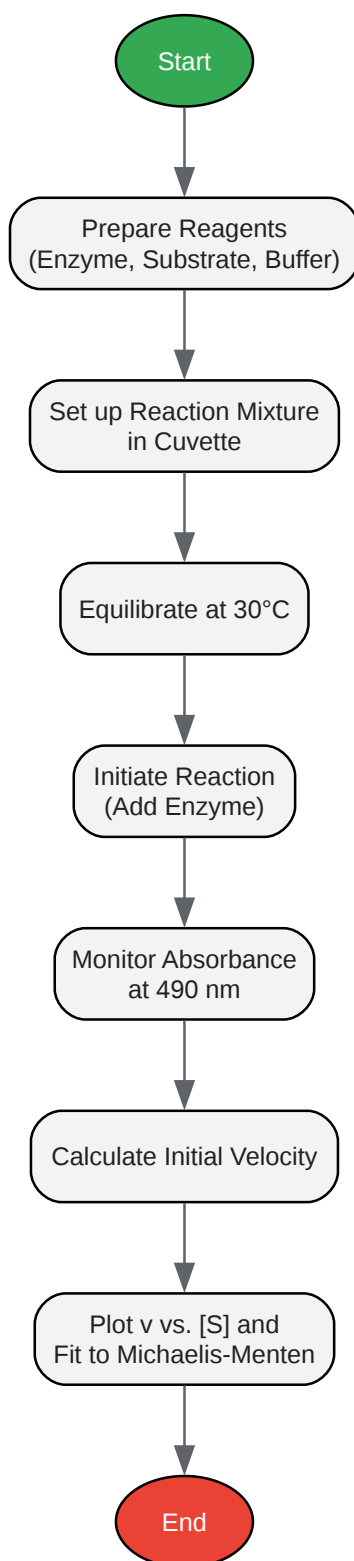 Start
Prepare Reagents
(Enzyme, Substrate, Buffer)
Set up Reaction Mixture
in Cuvette
Equilibrate at 30°C
Initiate Reaction
(Add Enzyme)
Monitor Absorbance
at 490 nm
Calculate Initial Velocity
Plot v vs. [S] and
Fit to Michaelis-Menten
End